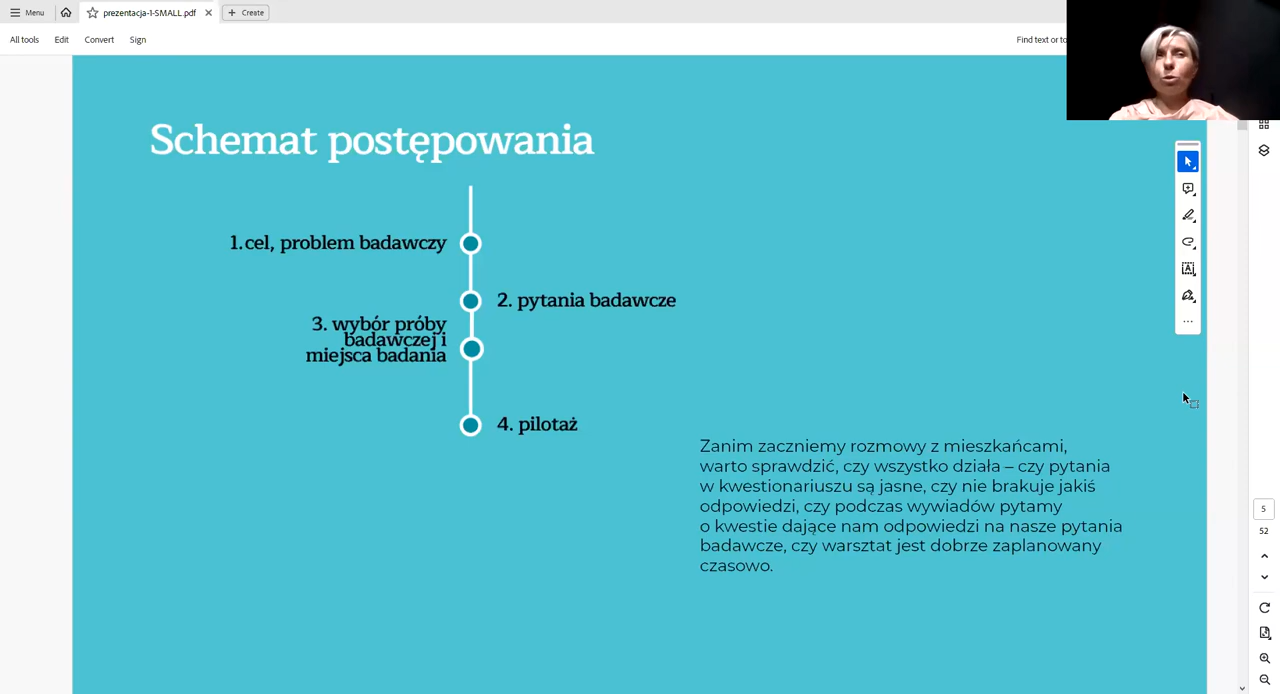 Menu
prezentacja-1-SMALL.pdf
Create
All tools
Edit
Convert
Sign
Find text or to
Schemat postępowania
1.cel, problem badawczy
2. pytania badawcze
3. wybór próby
badawczej i
miejsca badania
4. pilotaż
Zanim zaczniemy rozmowy z mieszkańcami,
warto sprawdzić, czy wszystko działa – czy pytania
w kwestionariuszu są jasne, czy nie brakuje jakiś
odpowiedzi, czy podczas wywiadów pytamy
o kwestie dające nam odpowiedzi na nasze pytania
badawcze, czy warsztat jest dobrze zaplanowany
czasowo.
5
52